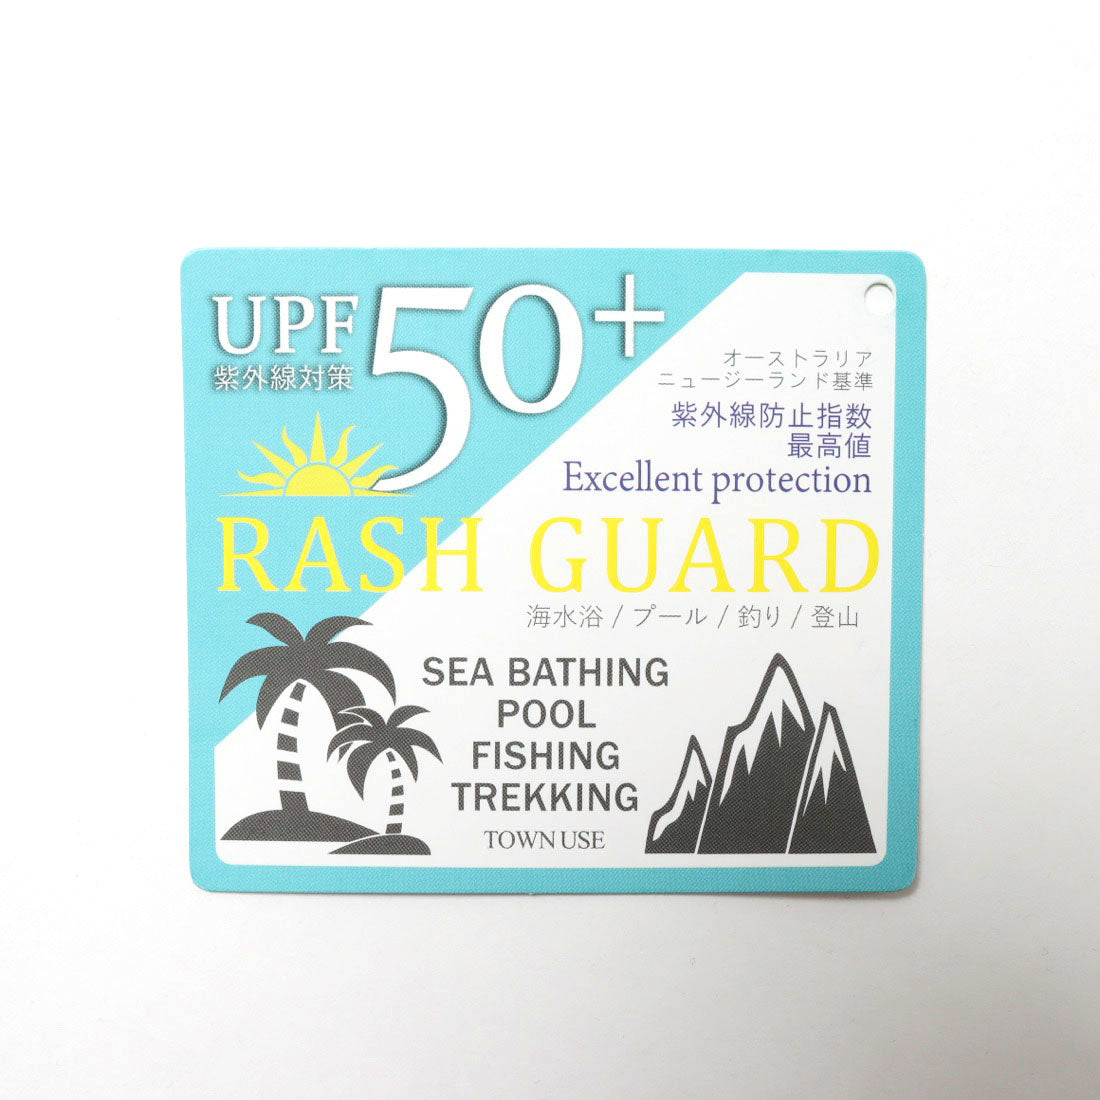 UPF 50+
紫外線対策
オーストラリア
ニュージーランド基準
紫外線防止指数
最高値
Excellent protection
RASH GUARD
海水浴 / プール / 釣り / 登山
SEA BATHING
POOL
FISHING
TREKKING
TOWN USE